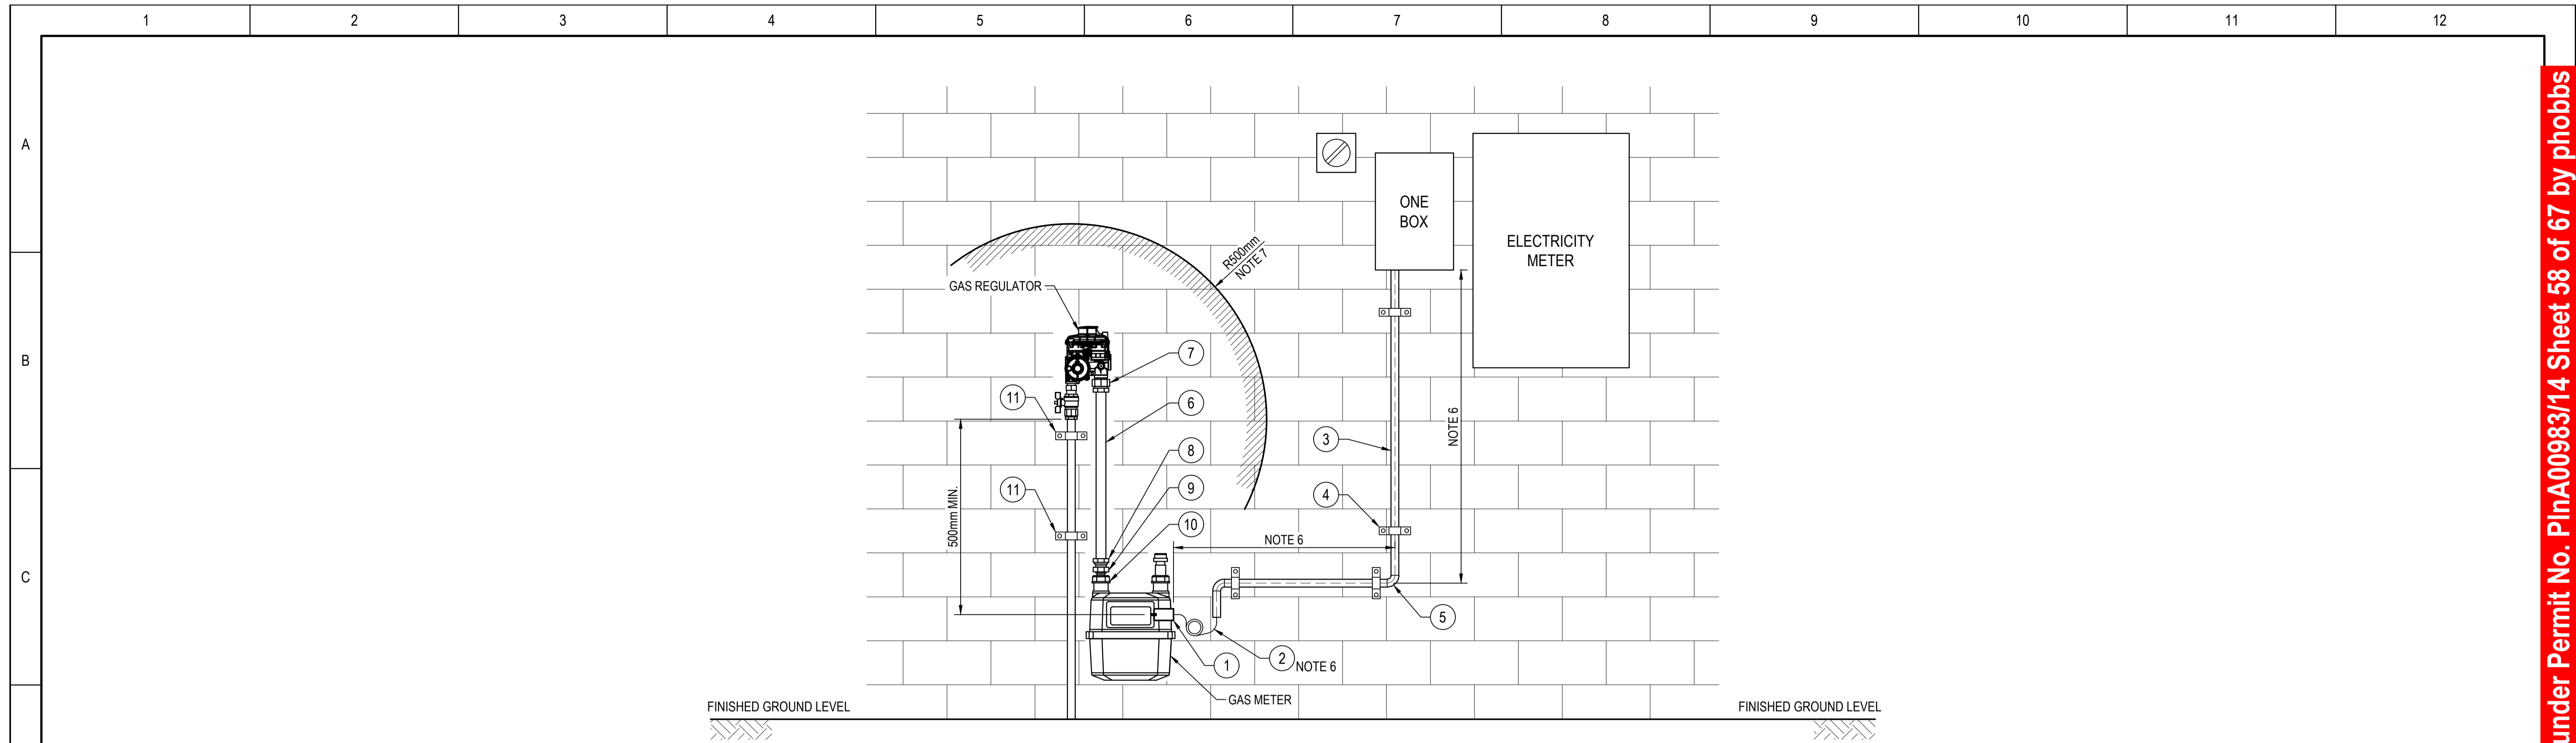 1 2 3 4 5 6 7 8 9 10 11 12
A
B
C
ONE
BOX
ELECTRICITY
METER
R500mm
NOTE 7
GAS REGULATOR
7
11
6
NOTE 6
3
8
500mm MIN.
11
9
4
10
NOTE 6
5
1
2 NOTE 6
GAS METER
FINISHED GROUND LEVEL
FINISHED GROUND LEVEL
under Permit No. PlnA00983/14 Sheet 58 of 67 by phobbs